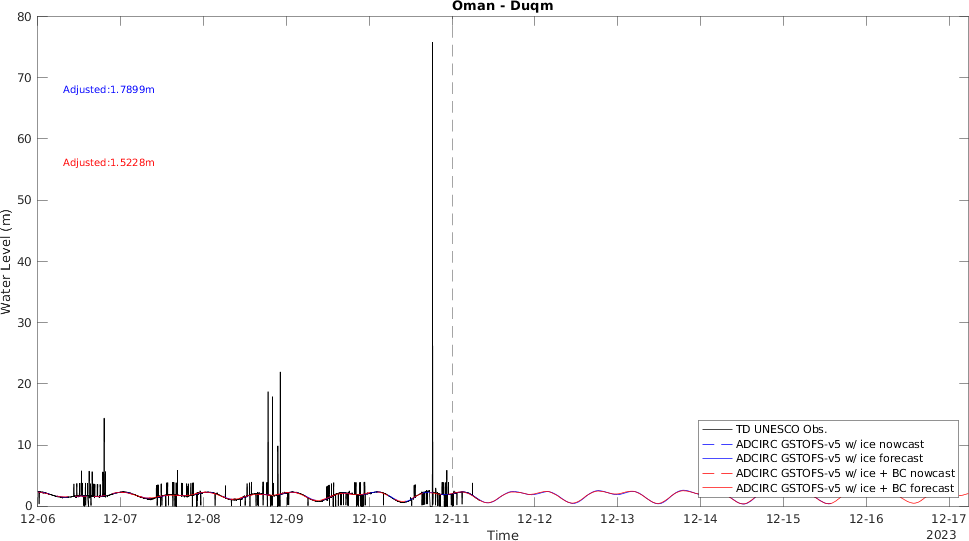 Oman - Duqm
80
70
60
50
40
30
20
10
0
Water Level (m)
Adjusted:1.7899m
Adjusted:1.5228m
TD UNESCO Obs.
ADCIRC GSTOFS-v5 w/ ice nowcast
ADCIRC GSTOFS-v5 w/ ice forecast
ADCIRC GSTOFS-v5 w/ ice + BC nowcast
ADCIRC GSTOFS-v5 w/ ice + BC forecast
12-06 12-07 12-08 12-09 12-10 12-11 12-12 12-13 12-14 12-15 12-16 12-17
Time
2023